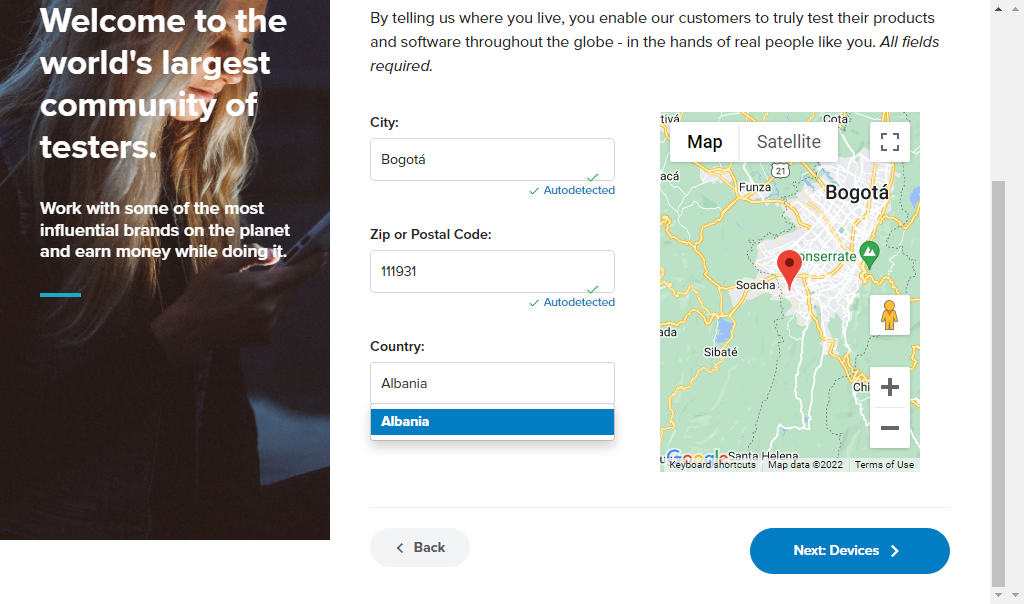 Welcome to the
world's largest
community of
testers.
Work with some of the most
influential brands on the planet
and earn money while doing it.
By telling us where you live, you enable our customers to truly test their products
and software throughout the globe - in the hands of real people like you. All fields
required.
City:
Bogotá
Autodetected
Zip or Postal Code:
111931
Autodetected
Country:
Albania
Albania
Map
Satellite
Cota
21
Funza
Bogotá
onserrate
Soacha
Sibaté
Chi
Santa Helena
Google
Keyboard shortcuts
Map data ©2022
Terms of Use
Back
Next: Devices